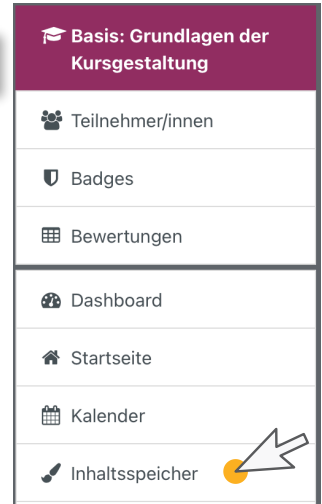 Basis: Grundlagen der
Kursgestaltung
Teilnehmer/innen
Badges
Bewertungen
Dashboard
Startseite
Kalender
Inhaltsspeicher